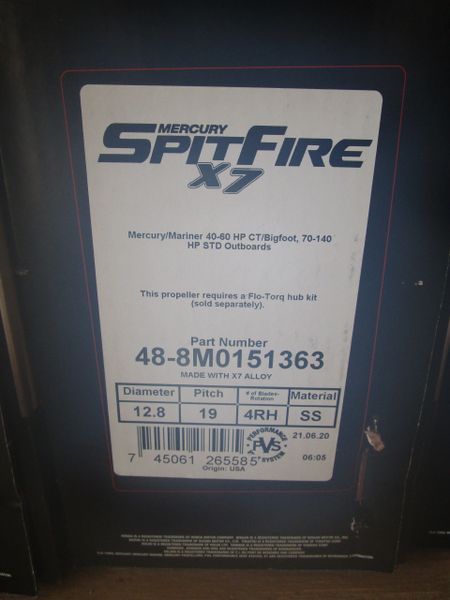 MERCURY
SPITFIRE
X7
Mercury/Mariner 40-60 HP CT/Bigfoot, 70-140
HP STD Outboards
This propeller requires a Flo-Torq hub kit
(sold separately).
Part Number
48-8M0151363
MADE WITH X7 ALLOY
Diameter Pitch # of Blades- Rotation Material
12.8 19 4RH SS
21.06.20
PERFORMANCE
PVS
SYSTEM
7 45061 265585
06:05
Origin: USA